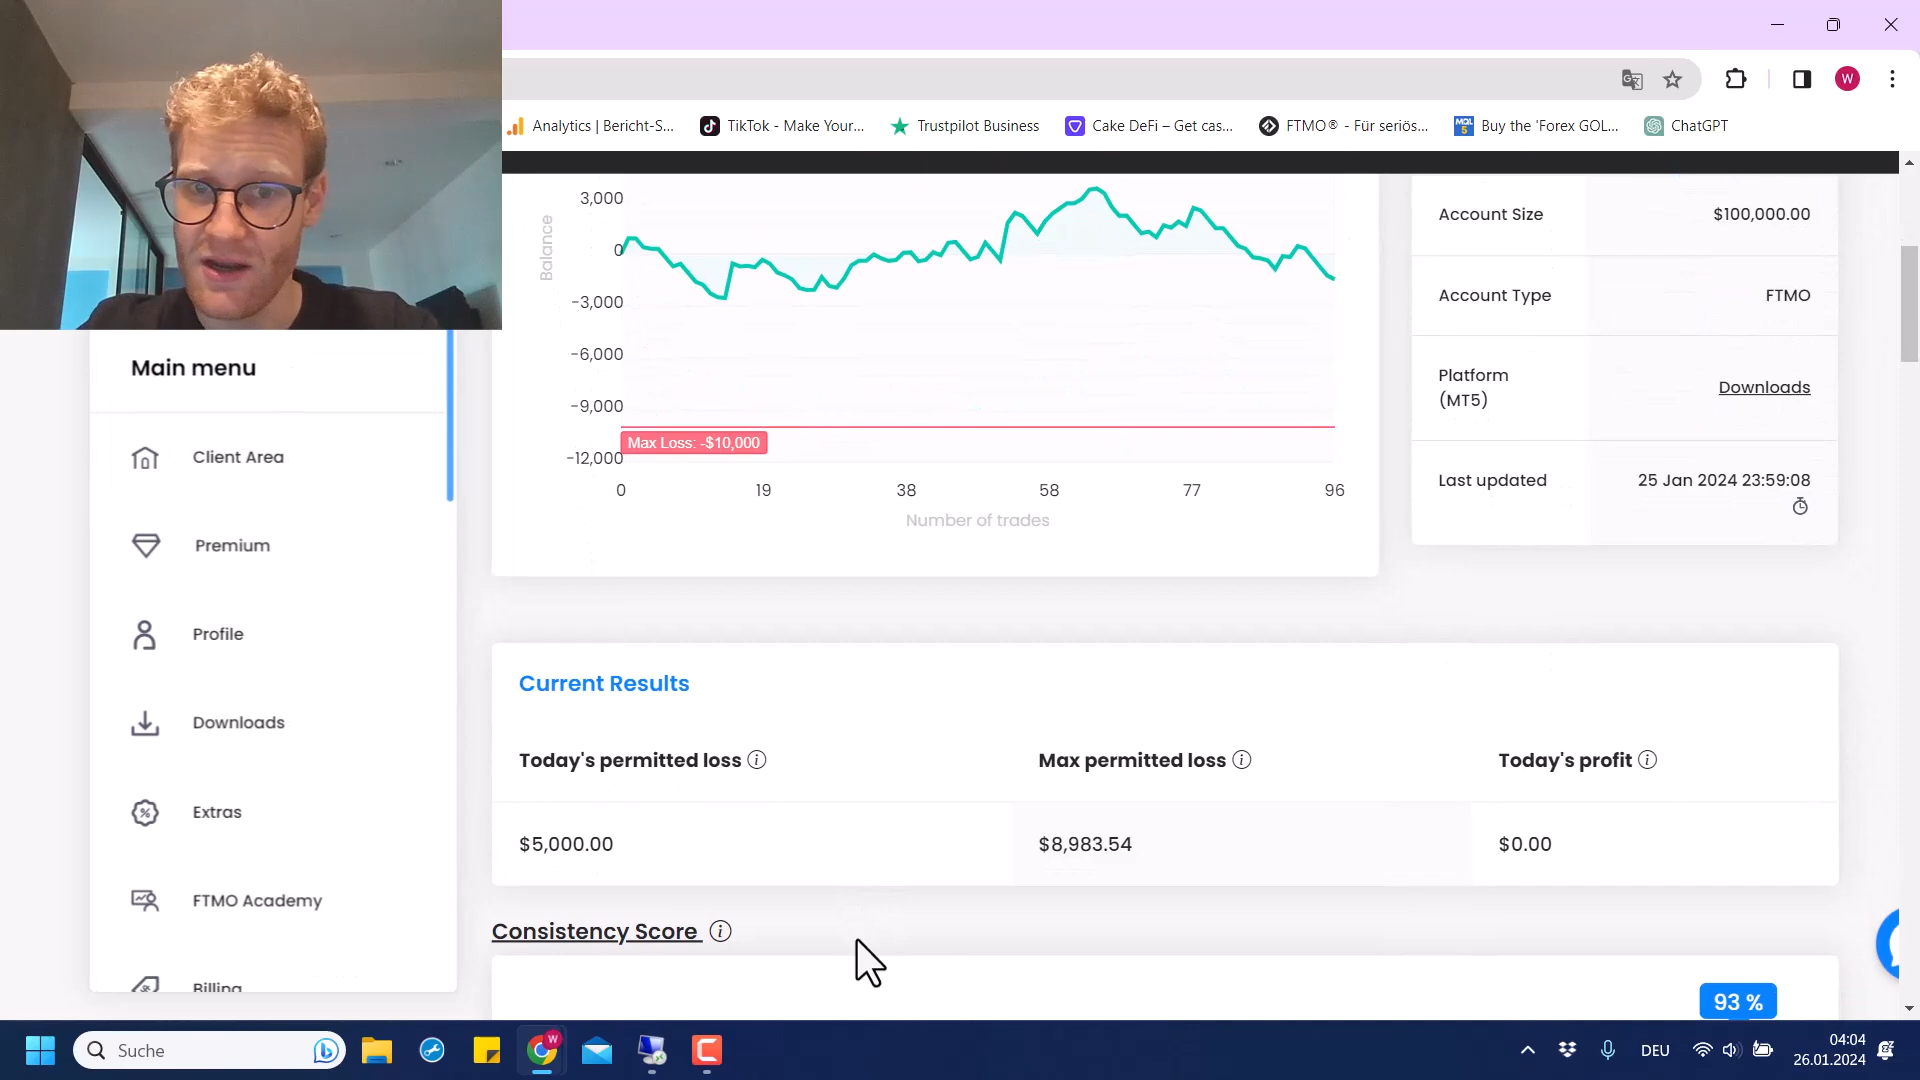 W
Analytics | Bericht-S...
TikTok - Make Your...
Trustpilot Business
Cake DeFi – Get cas...
FTMO® - Für seriös...
Buy the 'Forex GOL...
ChatGPT
Balance
3,000
0
-3,000
-6,000
-9,000
-12,000
Max Loss: -$10,000
0 19 38 58 77 96
Number of trades
Account Size $100,000.00
Account Type FTMO
Platform
(MT5)
Downloads
Last updated 25 Jan 2024 23:59:08
Main menu
Client Area
Premium
Profile
Downloads
Extras
FTMO Academy
Billing
Current Results
Today's permitted loss Max permitted loss Today's profit
$5,000.00 $8,983.54 $0.00
Consistency Score
93 %
Suche
W
DEU
04:04
26.01.2024